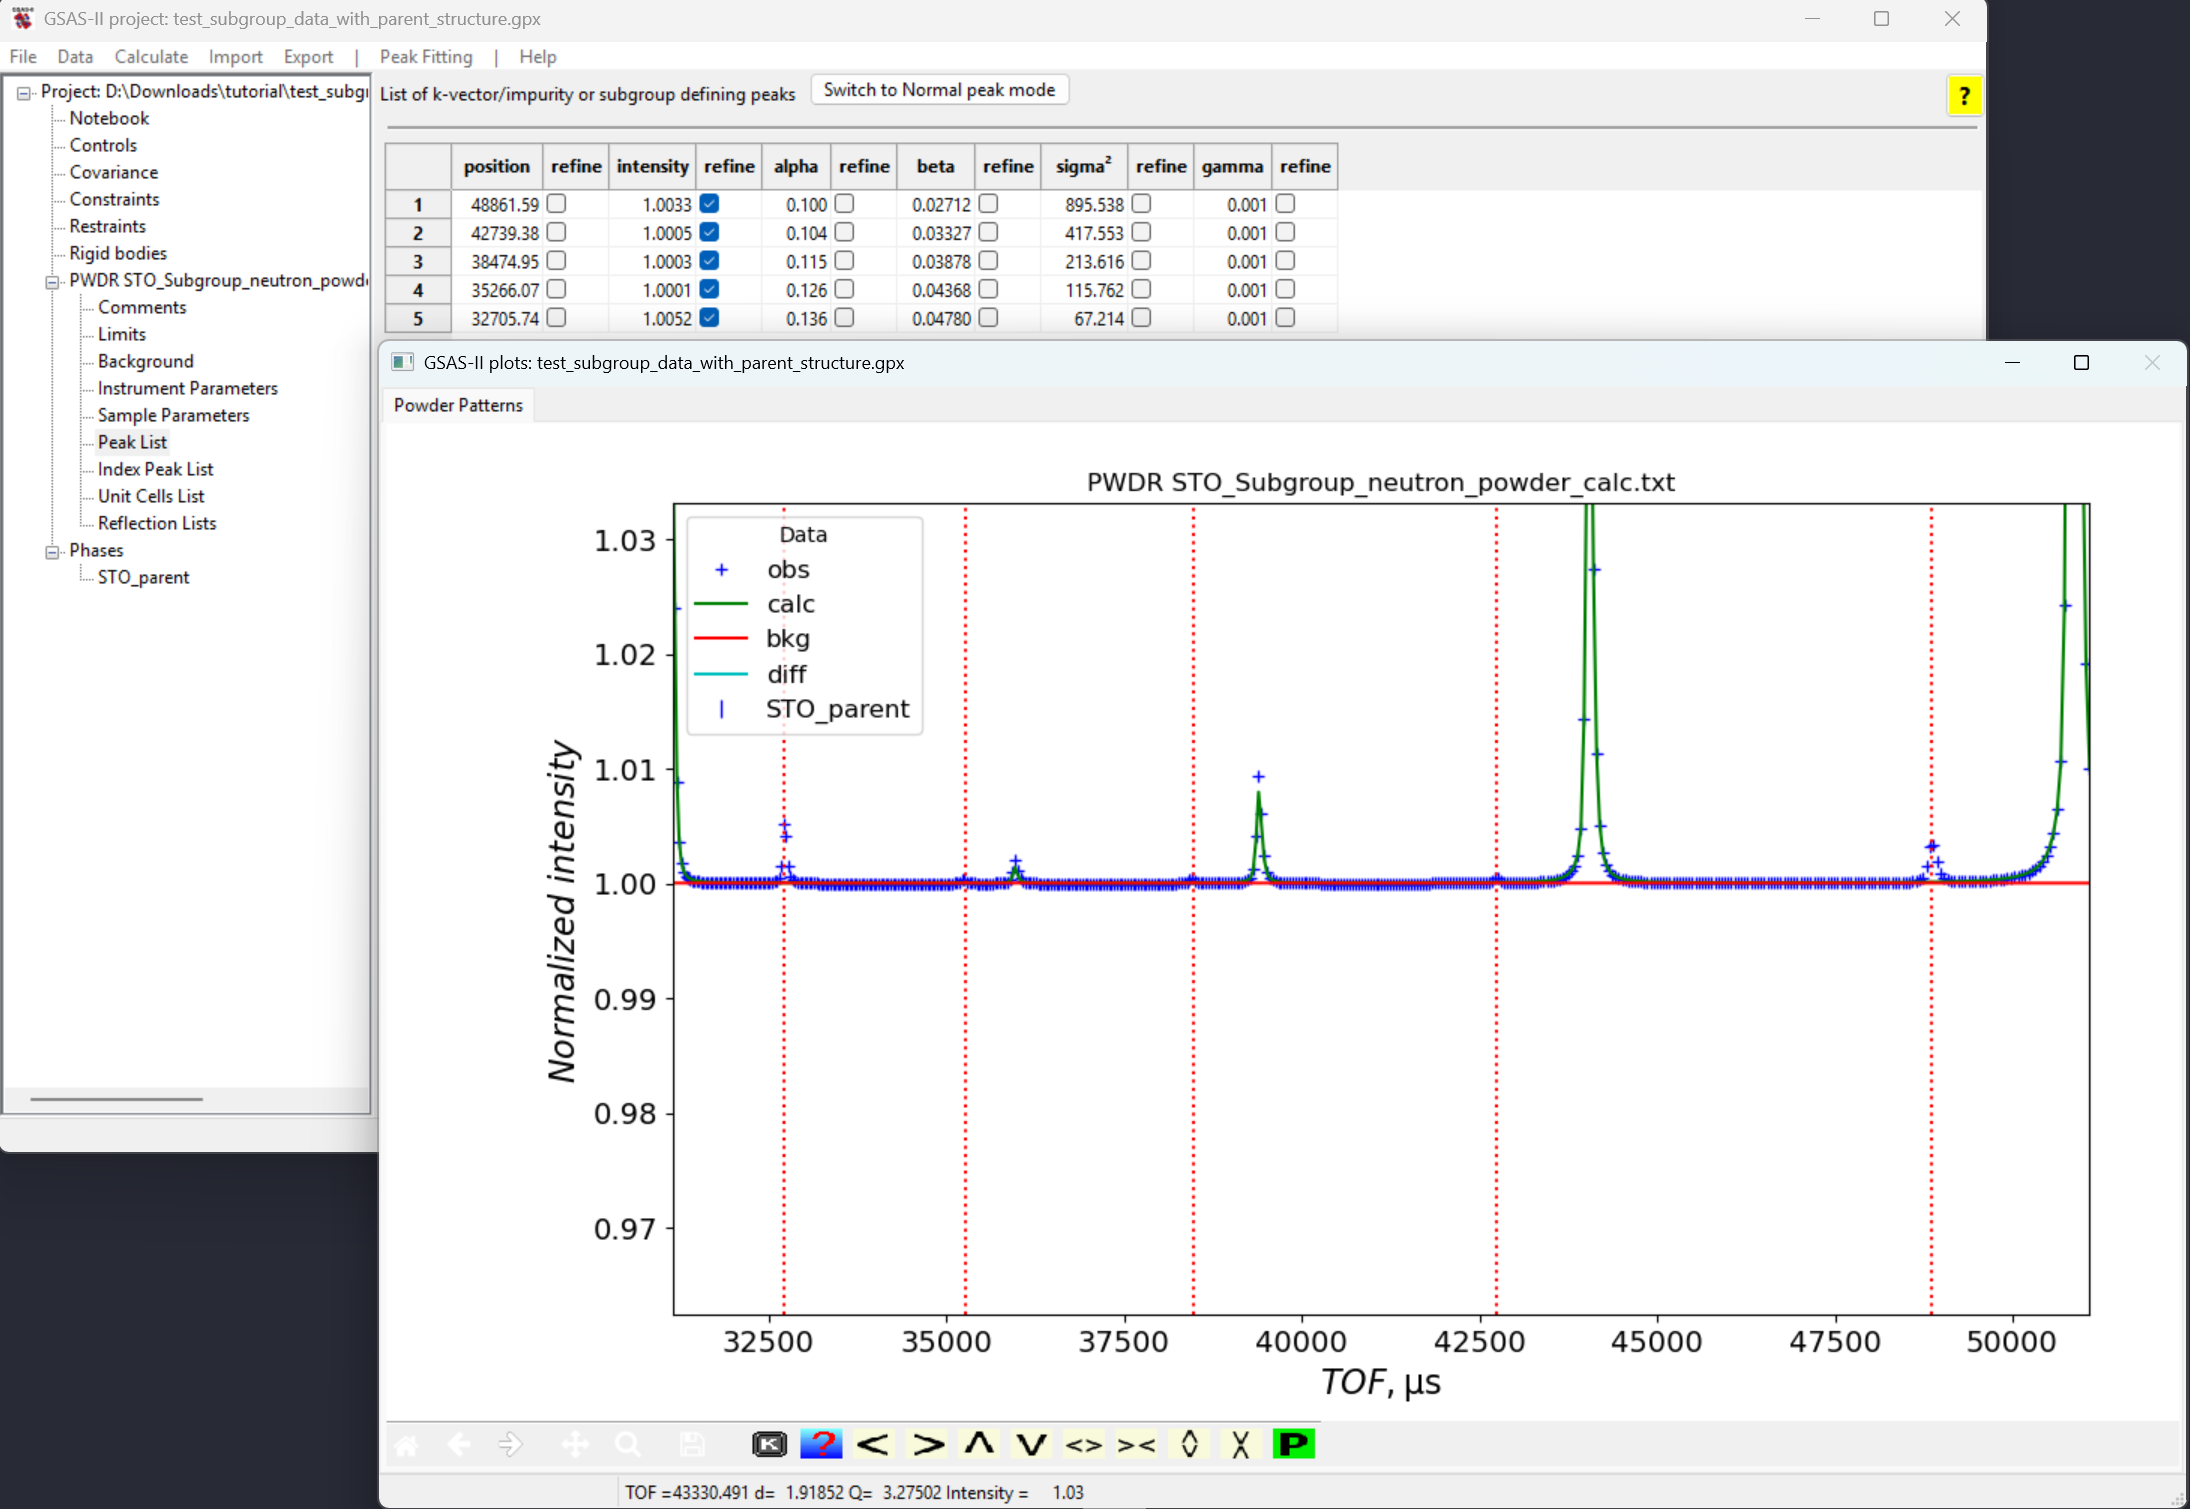 GSAS-II project: test_subgroup_data_with_parent_structure.gpx
File Data Calculate Import Export | Peak Fitting | Help
Project: D:\Downloads\tutorial\test_subgr
Notebook
Controls
Covariance
Constraints
Restraints
Rigid bodies
PWDR STO_Subgroup_neutron_powde
Comments
Limits
Background
Instrument Parameters
Sample Parameters
Peak List
Index Peak List
Unit Cells List
Reflection Lists
Phases
STO_parent
List of k-vector/impurity or subgroup defining peaks Switch to Normal peak mode ?
position refine intensity refine alpha refine beta refine sigma² refine gamma refine
1 48861.59 1.0033 0.100 0.02712 895.538 0.001
2 42739.38 1.0005 0.104 0.03327 417.553 0.001
3 38474.95 1.0003 0.115 0.03878 213.616 0.001
4 35266.07 1.0001 0.126 0.04368 115.762 0.001
5 32705.74 1.0052 0.136 0.04780 67.214 0.001
GSAS-II plots: test_subgroup_data_with_parent_structure.gpx
Powder Patterns
PWDR STO_Subgroup_neutron_powder_calc.txt
Data
obs
calc
bkg
diff
STO_parent
Normalized intensity
1.03
1.02
1.01
1.00
0.99
0.98
0.97
32500 35000 37500 40000 42500 45000 47500 50000
TOF, μs
K ? < > Λ V <> >< P
TOF =43330.491 d= 1.91852 Q= 3.27502 Intensity = 1.03